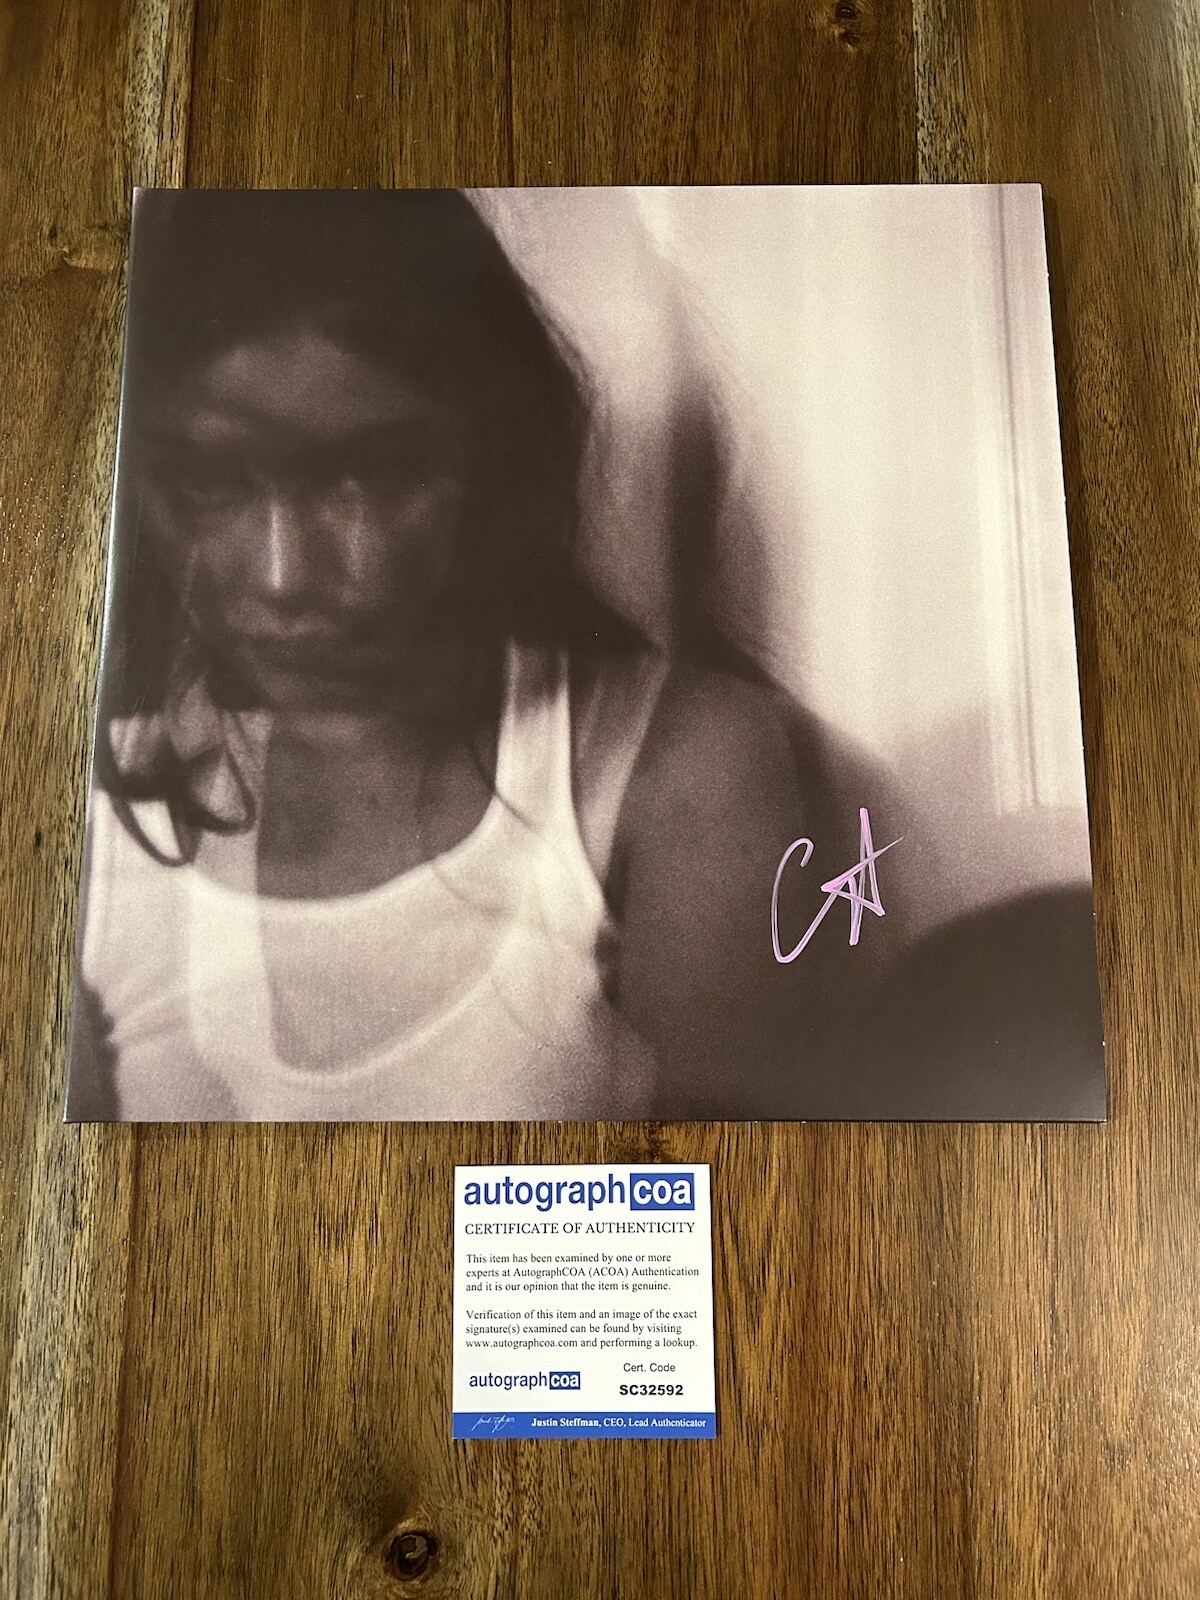 autographcoa
CERTIFICATE OF AUTHENTICITY
This item has been examined by one or more
experts at AutographCOA (ACOA) Authentication
and it is our opinion that the item is genuine.
Verification of this item and an image of the exact
signature(s) examined can be found by visiting
www.autographcoa.com and performing a lookup.
Cert. Code
autographcoa
SC32592
Justin Steffman, CEO, Lead Authenticator